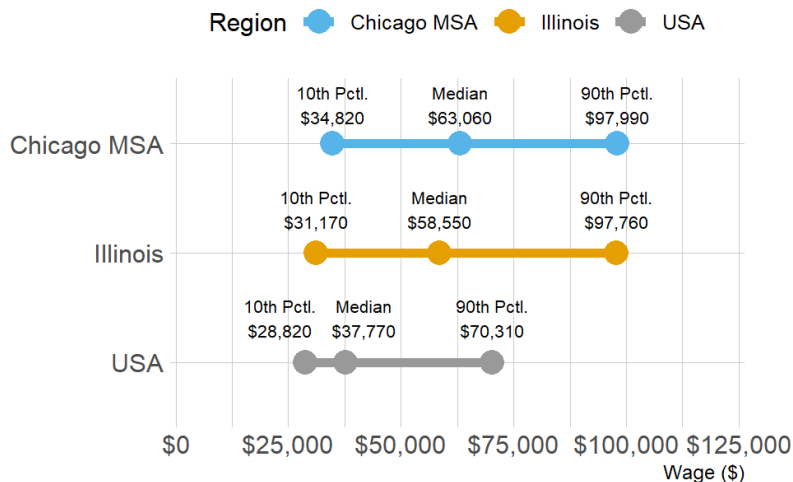 Region Chicago MSA Illinois USA
10th Pctl. Median 90th Pctl.
$34,820 $63,060 $97,990
Chicago MSA
10th Pctl. Median 90th Pctl.
$31,170 $58,550 $97,760
Illinois
10th Pctl. Median 90th Pctl.
$28,820 $37,770 $70,310
USA
$0 $25,000 $50,000 $75,000 $100,000 $125,000
Wage ($)